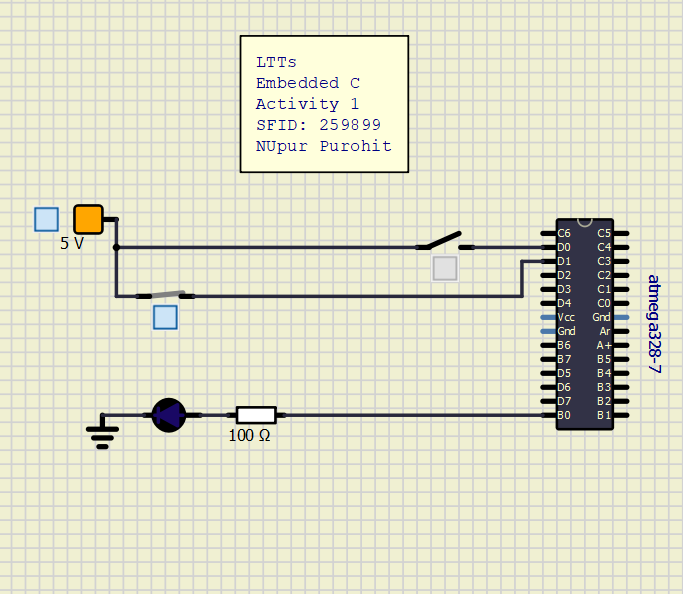 LTTs
Embedded C
Activity 1
SFID: 259899
NUpur Purohit
5 V
C6 C5
D0 C4
D1 C3
D2 C2
D3 C1
D4 C0
Vcc Gnd
Gnd Ar
B6 A+
B7 B5
D5 B4
D6 B3
D7 B2
B0 B1
atmega328-7
100 Ω